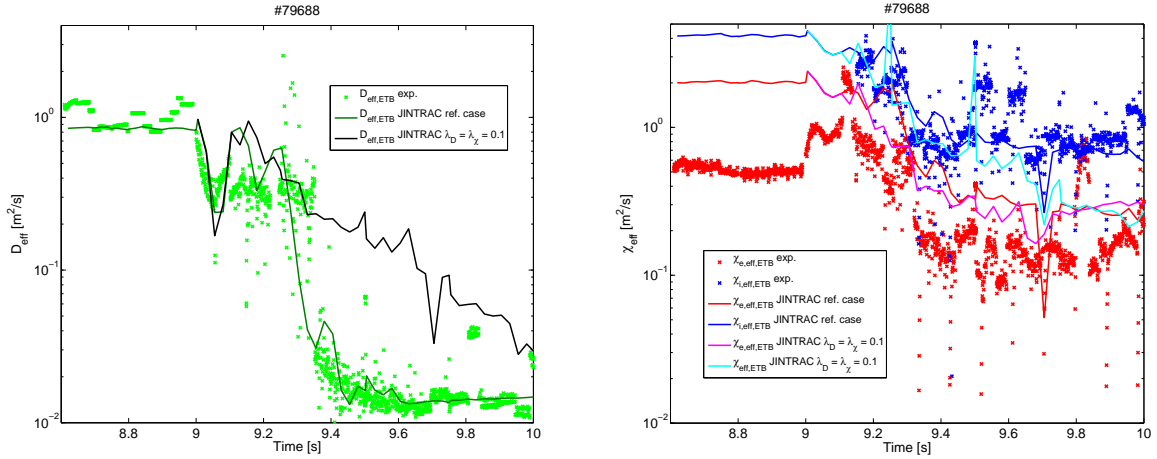 #79688
D_eff [m²/s]
10⁰
10⁻¹
10⁻²
D_eff,ETB exp.
D_eff,ETB JINTRAC ref. case
D_eff,ETB JINTRAC λ_D = λ_χ = 0.1
8.8 9 9.2 9.4 9.6 9.8 10
Time [s]
#79688
χ_eff [m²/s]
10⁰
10⁻¹
10⁻²
χ_e,eff,ETB exp.
χ_i,eff,ETB exp.
χ_e,eff,ETB JINTRAC ref. case
χ_i,eff,ETB JINTRAC ref. case
χ_e,eff,ETB JINTRAC λ_D = λ_χ = 0.1
χ_eff,ETB JINTRAC λ_D = λ_χ = 0.1
8.8 9 9.2 9.4 9.6 9.8 10
Time [s]